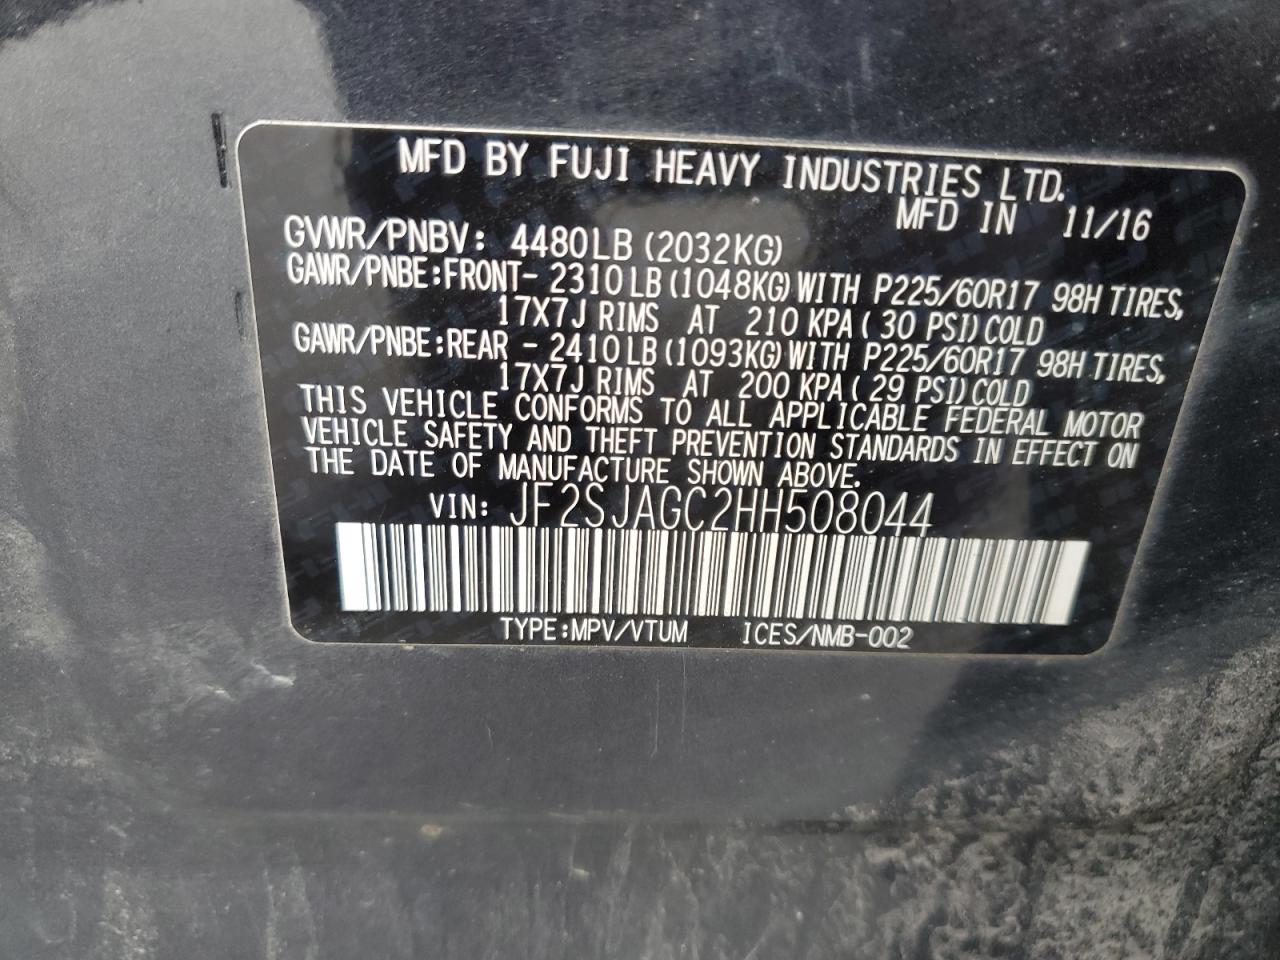 MFD BY FUJI HEAVY INDUSTRIES LTD.
MFD IN 11/16
GVWR/PNBV: 4480LB (2032KG)
GAWR/PNBE:FRONT- 2310 LB (1048KG) WITH P225/60R17 98H TIRES,
17X7J RIMS AT 210 KPA ( 30 PSI) COLD
GAWR/PNBE:REAR - 2410 LB (1093KG) WITH P225/60R17 98H TIRES,
17X7J RIMS AT 200 KPA ( 29 PSI) COLD
THIS VEHICLE CONFORMS TO ALL APPLICABLE FEDERAL MOTOR
VEHICLE SAFETY AND THEFT PREVENTION STANDARDS IN EFFECT ON
THE DATE OF MANUFACTURE SHOWN ABOVE.
VIN: JF2SJAGC2HH508044
TYPE:MPV/VTUM ICES/NMB-002